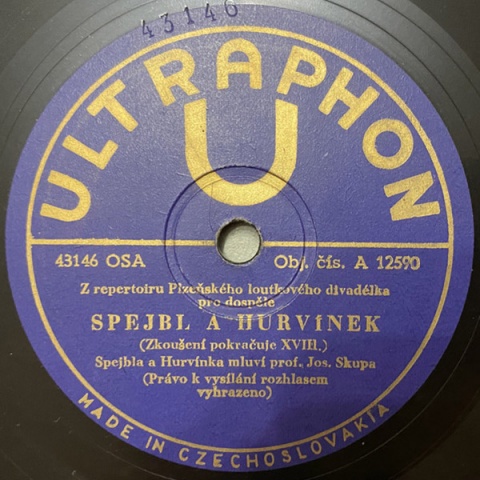 43146
ULTRAPHON
U
43146 OSA Obj. čís. A 12590
Z repertoiru Plzeňského loutkového divadélka
pro dospělé
SPEJBL A HURVÍNEK
(Zkoušení pokračuje XVIII.)
Spejbla a Hurvínka mluví prof. Jos. Skupa
(Právo k vysílání rozhlasem
vyhrazeno)
MADE IN CZECHOSLOVAKIA